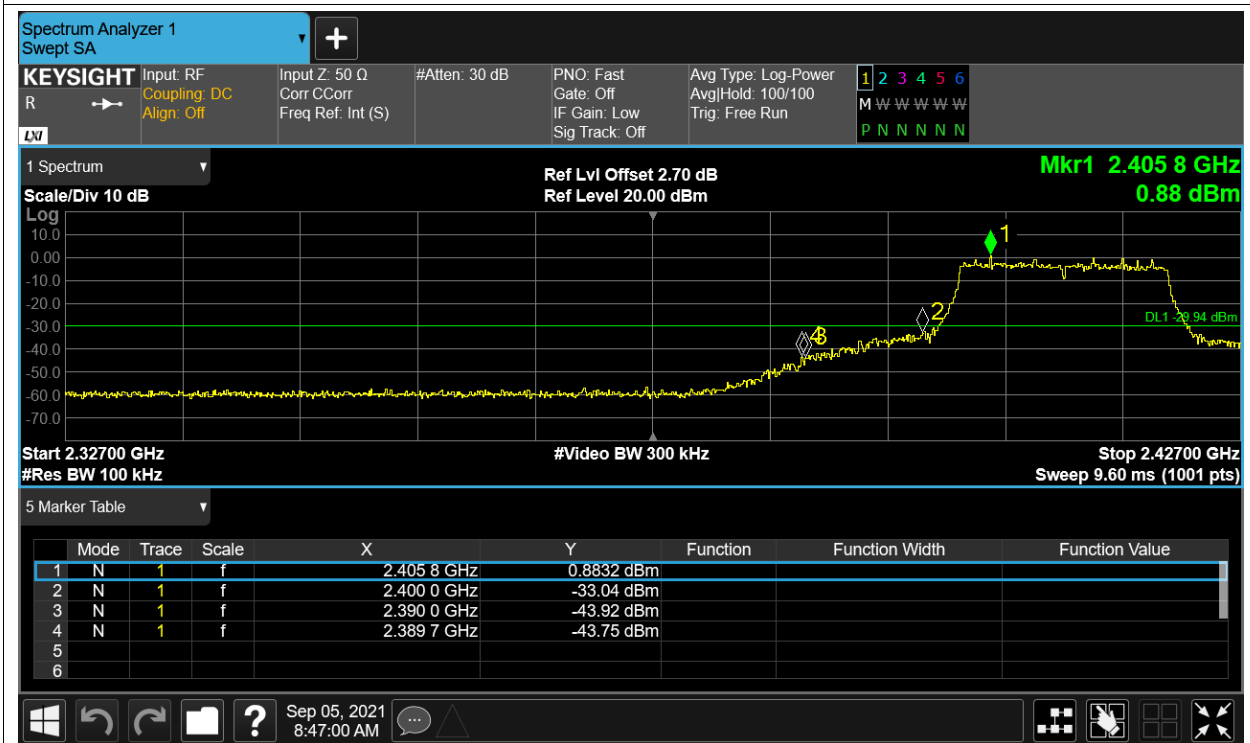 Spectrum Analyzer 1
Swept SA
KEYSIGHT
R
LXI
Input: RF
Coupling: DC
Align: Off
Input Z: 50 Ω
Corr CCorr
Freq Ref: Int (S)
#Atten: 30 dB
PNO: Fast
Gate: Off
IF Gain: Low
Sig Track: Off
Avg Type: Log-Power
Avg|Hold: 100/100
Trig: Free Run
1 2 3 4 5 6
M W W W W W
P N N N N N
1 Spectrum
Scale/Div 10 dB
Ref Lvl Offset 2.70 dB
Ref Level 20.00 dBm
Mkr1 2.405 8 GHz
0.88 dBm
Log
10.0
0.00
-10.0
-20.0
-30.0
-40.0
-50.0
-60.0
-70.0
1
2
43
DL1 -29.94 dBm
Start 2.32700 GHz
#Video BW 300 kHz
Stop 2.42700 GHz
#Res BW 100 kHz
Sweep 9.60 ms (1001 pts)
5 Marker Table
Mode Trace Scale X Y Function Function Width Function Value
1 N 1 f 2.405 8 GHz 0.8832 dBm
2 N 1 f 2.400 0 GHz -33.04 dBm
3 N 1 f 2.390 0 GHz -43.92 dBm
4 N 1 f 2.389 7 GHz -43.75 dBm
5
6
?
Sep 05, 2021
8:47:00 AM